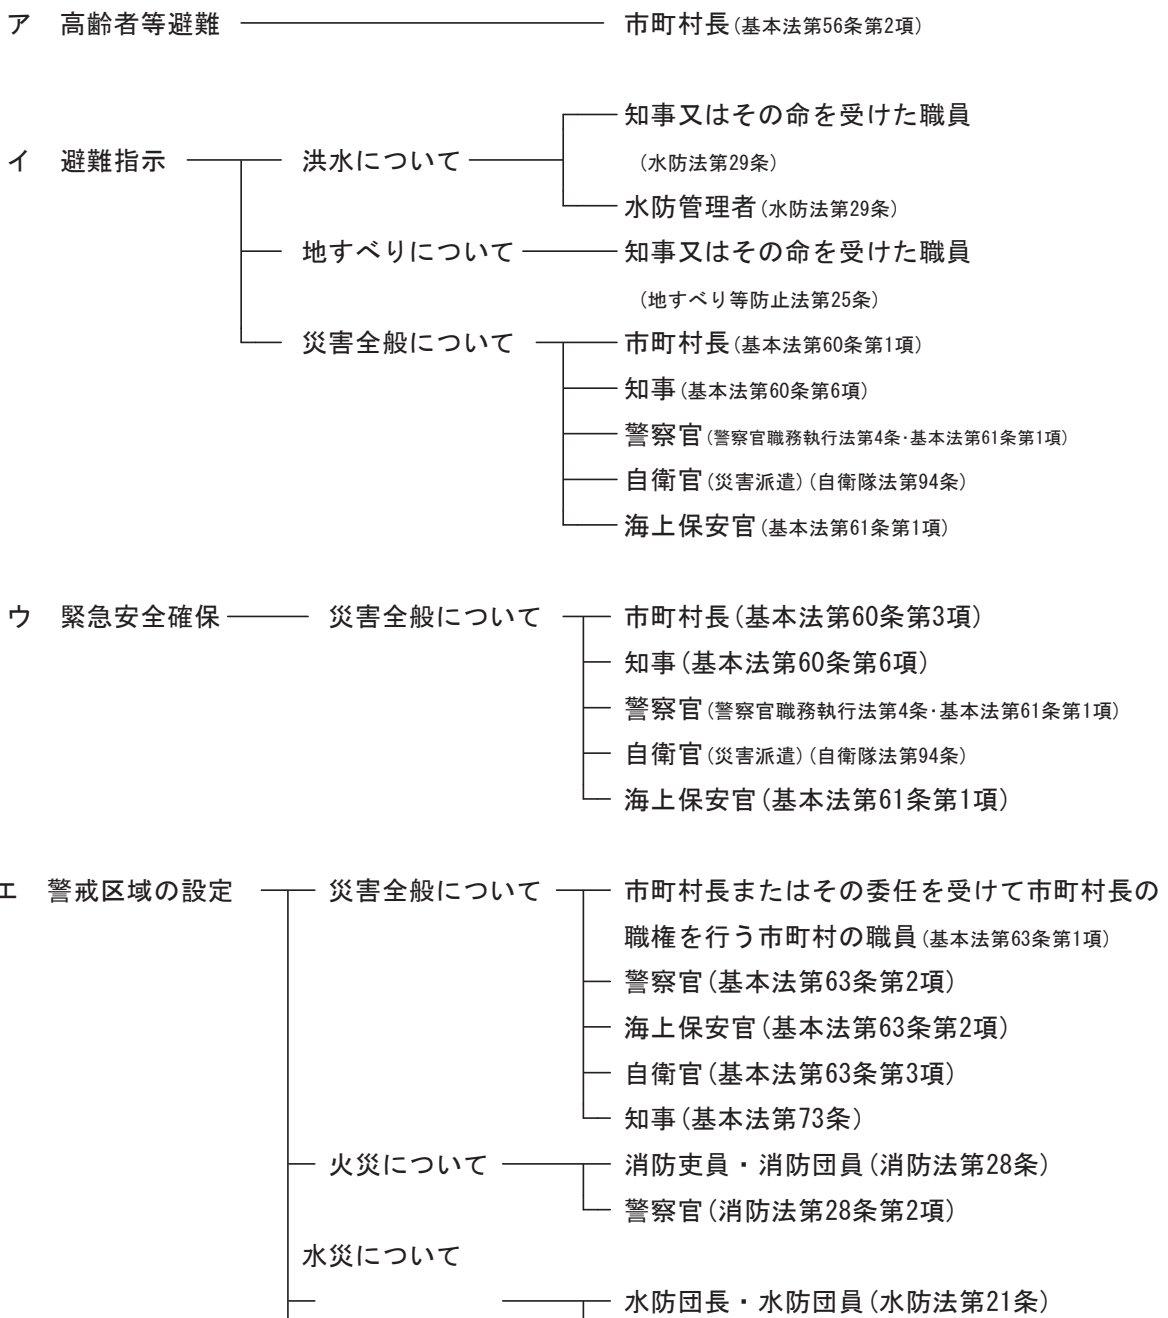 ア 高齢者等避難 市町村長(基本法第56条第2項)
知事又はその命を受けた職員
イ 避難指示 洪水について
(水防法第29条)
水防管理者(水防法第29条)
地すべりについて 知事又はその命を受けた職員
(地すべり等防止法第25条)
災害全般について 市町村長(基本法第60条第1項)
知事(基本法第60条第6項)
警察官(警察官職務執行法第4条・基本法第61条第1項)
自衛官(災害派遣)(自衛隊法第94条)
海上保安官(基本法第61条第1項)
ウ 緊急安全確保 災害全般について 市町村長(基本法第60条第3項)
知事(基本法第60条第6項)
警察官(警察官職務執行法第4条・基本法第61条第1項)
自衛官(災害派遣)(自衛隊法第94条)
海上保安官(基本法第61条第1項)
エ 警戒区域の設定 災害全般について 市町村長またはその委任を受けて市町村長の
職権を行う市町村の職員(基本法第63条第1項)
警察官(基本法第63条第2項)
海上保安官(基本法第63条第2項)
自衛官(基本法第63条第3項)
知事(基本法第73条)
火災について 消防吏員・消防団員(消防法第28条)
警察官(消防法第28条第2項)
水災について
水防団長・水防団員(水防法第21条)